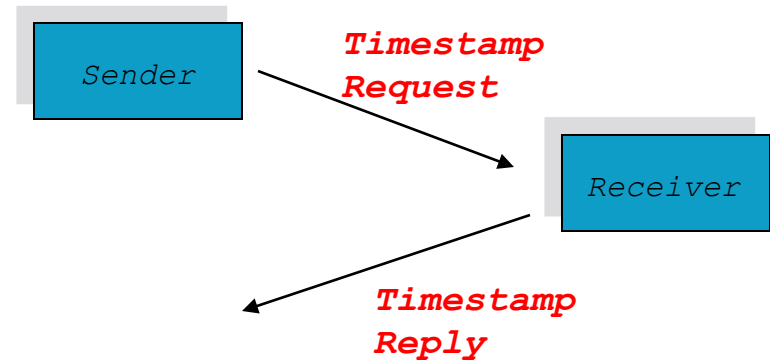 Sender
Timestamp
Request
Receiver
Timestamp
Reply